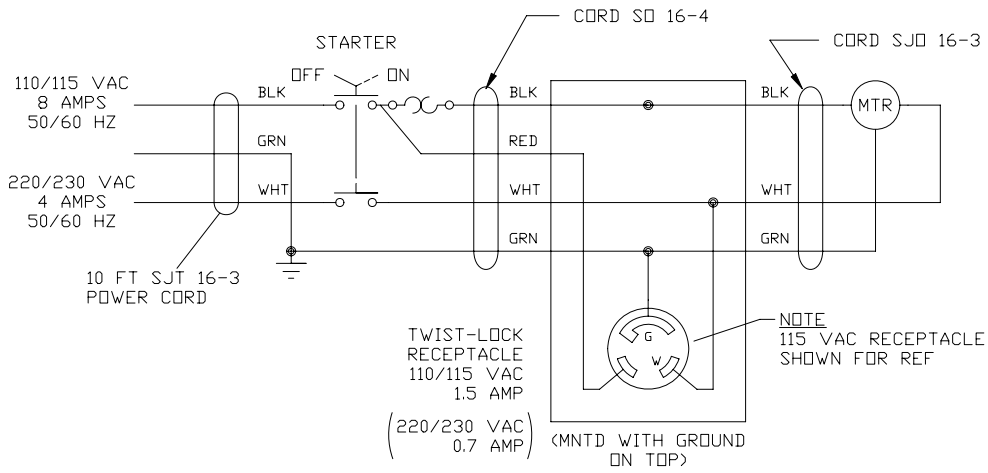 CORD SO 16-4
STARTER
CORD SJO 16-3
OFF
ON
110/115 VAC
8 AMPS
50/60 HZ
BLK
BLK
BLK
MTR
GRN
RED
220/230 VAC
4 AMPS
50/60 HZ
WHT
WHT
WHT
GRN
GRN
10 FT SJT 16-3
POWER CORD
TWIST-LOCK
RECEPTACLE
110/115 VAC
1.5 AMP
(220/230 VAC
0.7 AMP)
G
W
NOTE
115 VAC RECEPTACLE
SHOWN FOR REF
(MNTD WITH GROUND
ON TOP)